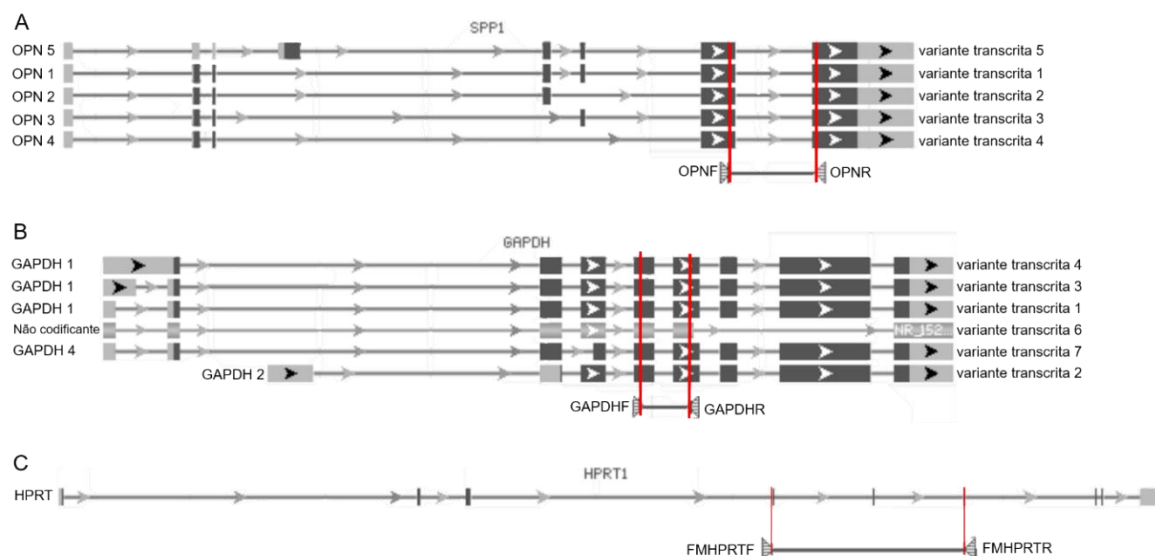 A
SPP1
OPN 5 variante transcrita 5
OPN 1 variante transcrita 1
OPN 2 variante transcrita 2
OPN 3 variante transcrita 3
OPN 4 variante transcrita 4
OPNF OPNR
B
GAPDH
GAPDH 1 variante transcrita 4
GAPDH 1 variante transcrita 3
GAPDH 1 variante transcrita 1
Não codificante NR_152… variante transcrita 6
GAPDH 4 variante transcrita 7
GAPDH 2 variante transcrita 2
GAPDHF GAPDHR
C
HPRT1
HPRT
FMHPRTF FMHPRTR